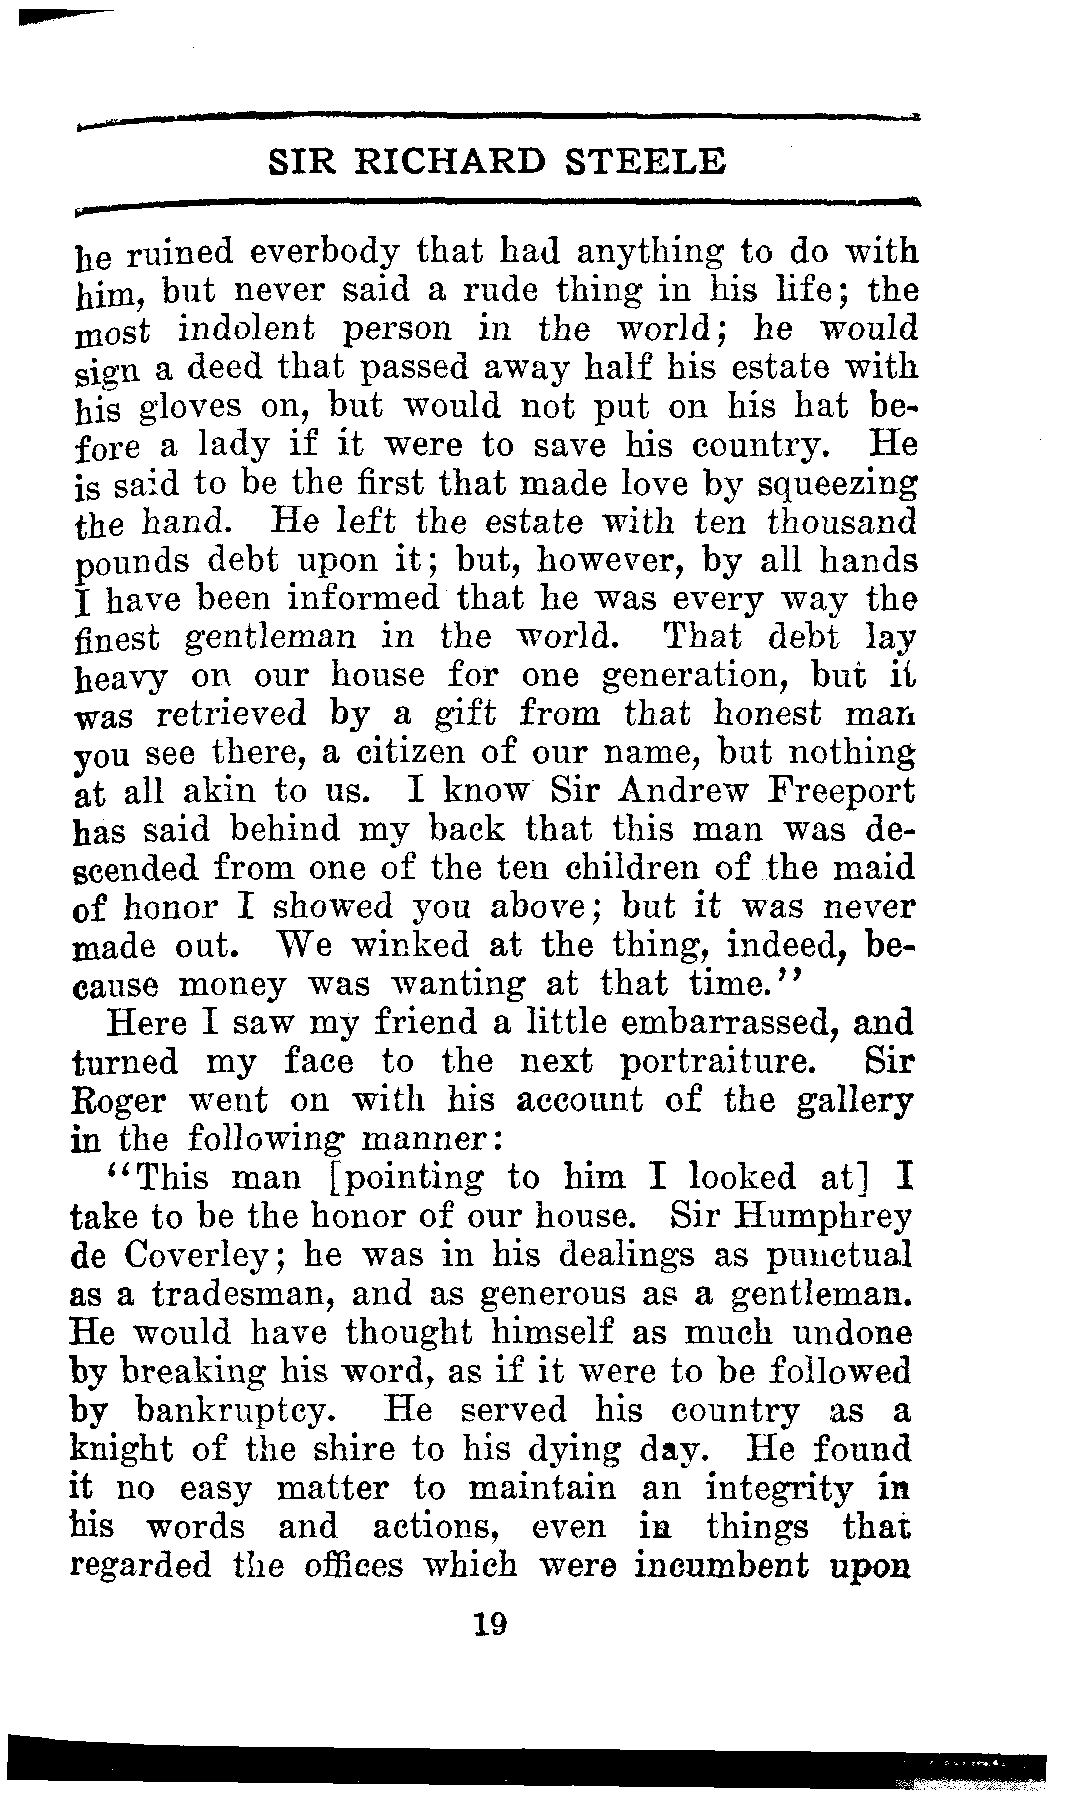 SIR RICHARD STEELE
he ruined everbody that had anything to do with
him, but never said a rude thing in his life; the
most indolent person in the world; he would
sign a deed that passed away half his estate with
his gloves on, but would not put on his hat be-
fore a lady if it were to save his country. He
is said to be the first that made love by squeezing
the hand. He left the estate with ten thousand
pounds debt upon it; but, however, by all hands
I have been informed that he was every way the
finest gentleman in the world. That debt lay
heavy on our house for one generation, but it
was retrieved by a gift from that honest man
you see there, a citizen of our name, but nothing
at all akin to us. I know Sir Andrew Freeport
has said behind my back that this man was de-
scended from one of the ten children of the maid
of honor I showed you above; but it was never
made out. We winked at the thing, indeed, be-
cause money was wanting at that time."
Here I saw my friend a little embarrassed, and
turned my face to the next portraiture. Sir
Roger went on with his account of the gallery
in the following manner:
"This man [pointing to him I looked at] I
take to be the honor of our house. Sir Humphrey
de Coverley; he was in his dealings as punctual
as a tradesman, and as generous as a gentleman.
He would have thought himself as much undone
by breaking his word, as if it were to be followed
by bankruptcy. He served his country as a
knight of the shire to his dying day. He found
it no easy matter to maintain an integrity in
his words and actions, even in things that
regarded the offices which were incumbent upon
19